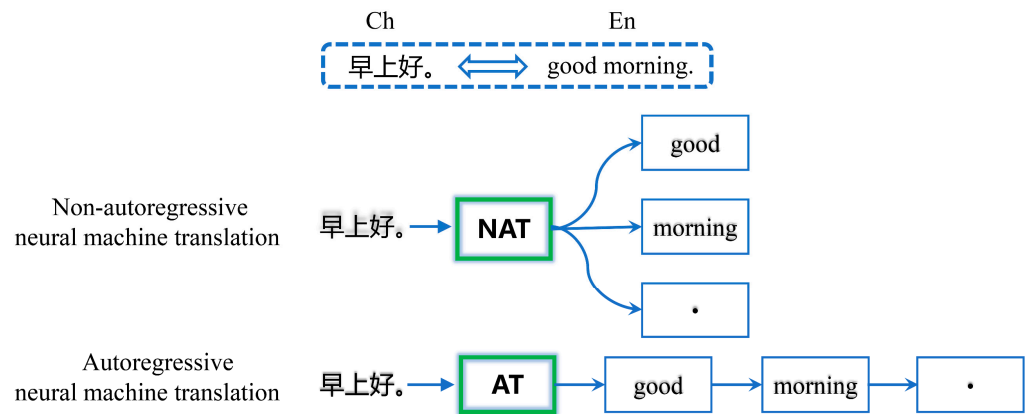 Ch En
早上好。 good morning.
good
Non-autoregressive
neural machine translation
早上好。 NAT morning
.
Autoregressive
neural machine translation
早上好。 AT good morning .